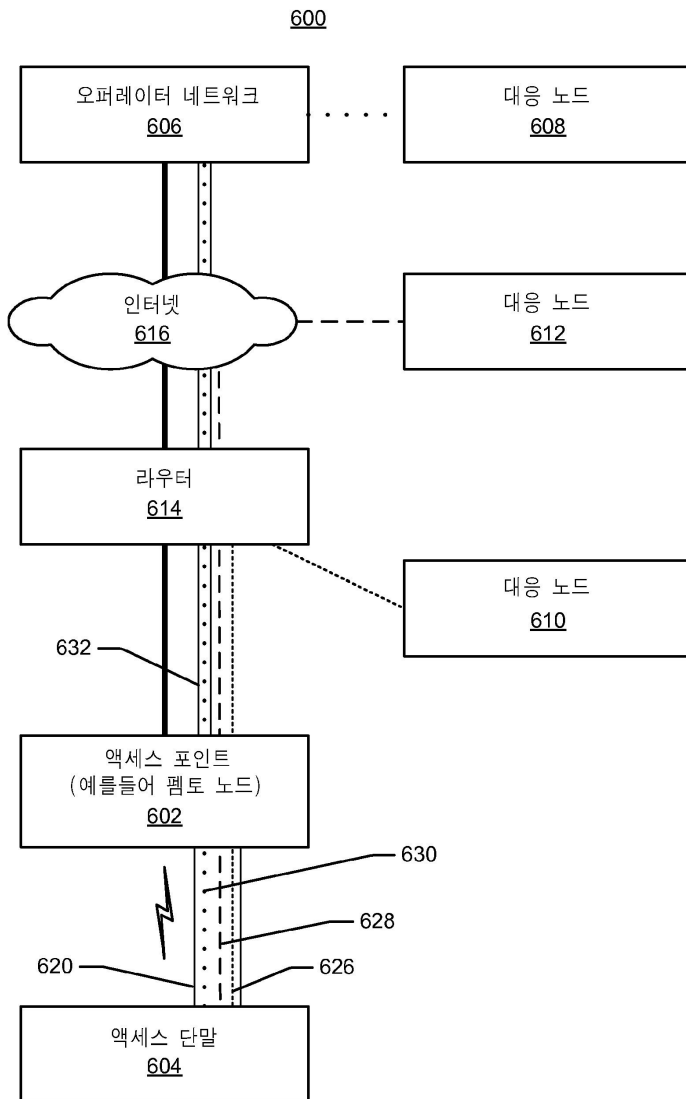 600
오퍼레이터 네트워크
606
대응 노드
608
인터넷
616
대응 노드
612
라우터
614
대응 노드
610
632
액세스 포인트
(예를들어 펨토 노드)
602
630
628
620
626
액세스 단말
604